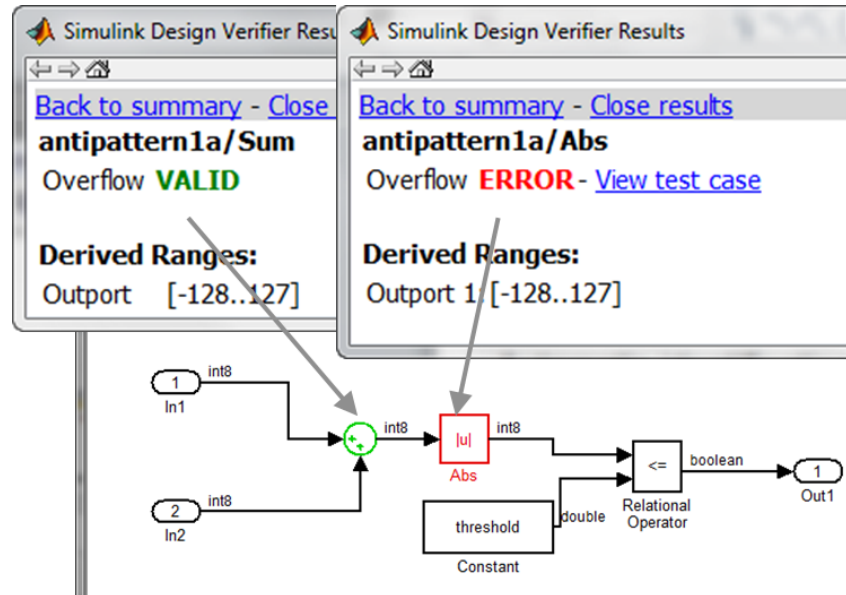 Simulink Design Verifier Resu
Back to summary - Close
antipattern1a/Sum
Overflow VALID
Derived Ranges:
Outport [-128..127]
Simulink Design Verifier Results
Back to summary - Close results
antipattern1a/Abs
Overflow ERROR - View test case
Derived Ranges:
Outport 1: [-128..127]
1
int8
In1
2
int8
In2
++
int8
|u|
Abs
int8
threshold
Constant
double
<=
Relational
Operator
boolean
1
Out1